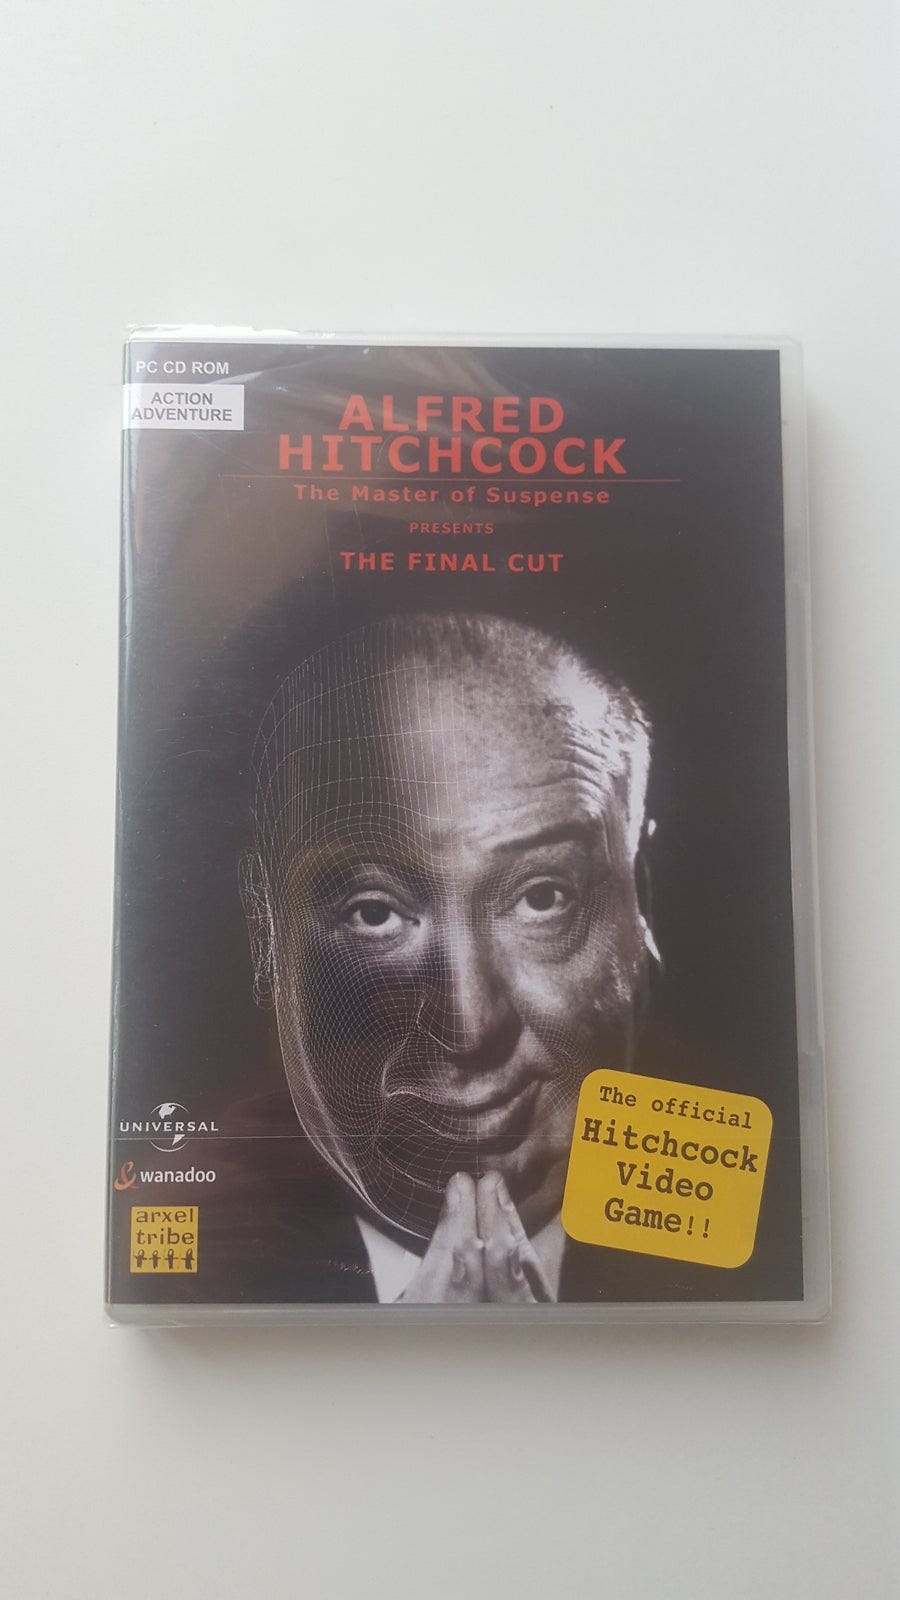 PC CD ROM
ACTION
ADVENTURE
ALFRED
HITCHCOCK
The Master of Suspense
PRESENTS
THE FINAL CUT
The official
Hitchcock
Video
Game!!
UNIVERSAL
wanadoo
arxel
tribe